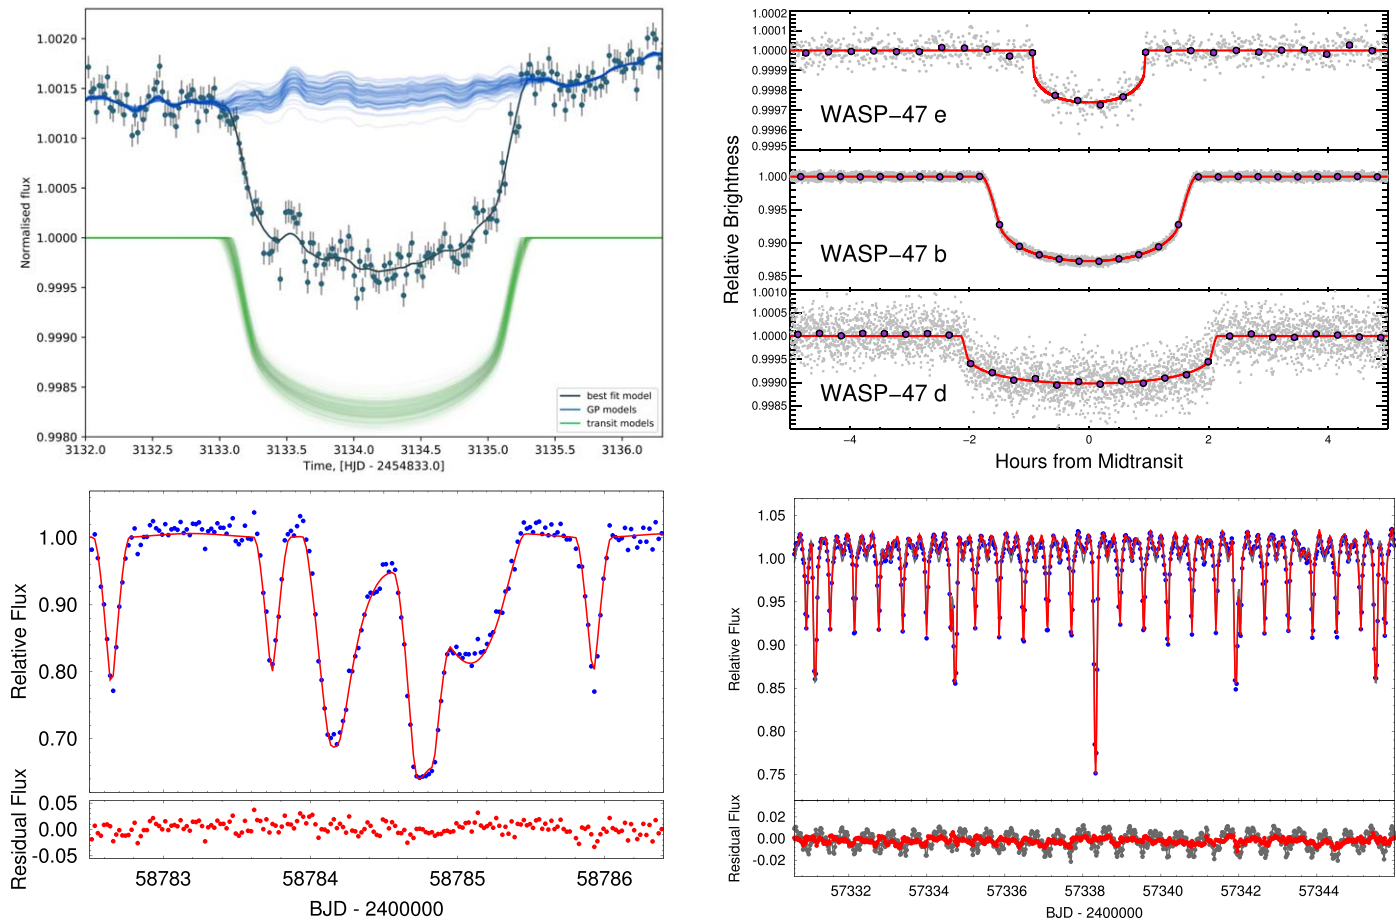 1.0020
1.0015
1.0010
1.0005
1.0000
0.9995
0.9990
0.9985
0.9980
Normalised flux
best fit model
GP models
transit models
3132.0 3132.5 3133.0 3133.5 3134.0 3134.5 3135.0 3135.5 3136.0
Time, [HJD - 2454833.0]
1.0002
1.0001
1.0000
0.9999
0.9998
0.9997
0.9996
0.9995
WASP-47 e
1.000
0.995
0.990
0.985
WASP-47 b
1.0010
1.0005
1.0000
0.9995
0.9990
0.9985
WASP-47 d
Relative Brightness
-4 -2 0 2 4
Hours from Midtransit
1.00
0.90
0.80
0.70
Relative Flux
0.05
0.00
-0.05
Residual Flux
58783 58784 58785 58786
BJD - 2400000
1.05
1.00
0.95
0.90
0.85
0.80
0.75
Relative Flux
0.02
0.00
-0.02
Residual Flux
57332 57334 57336 57338 57340 57342 57344
BJD - 2400000